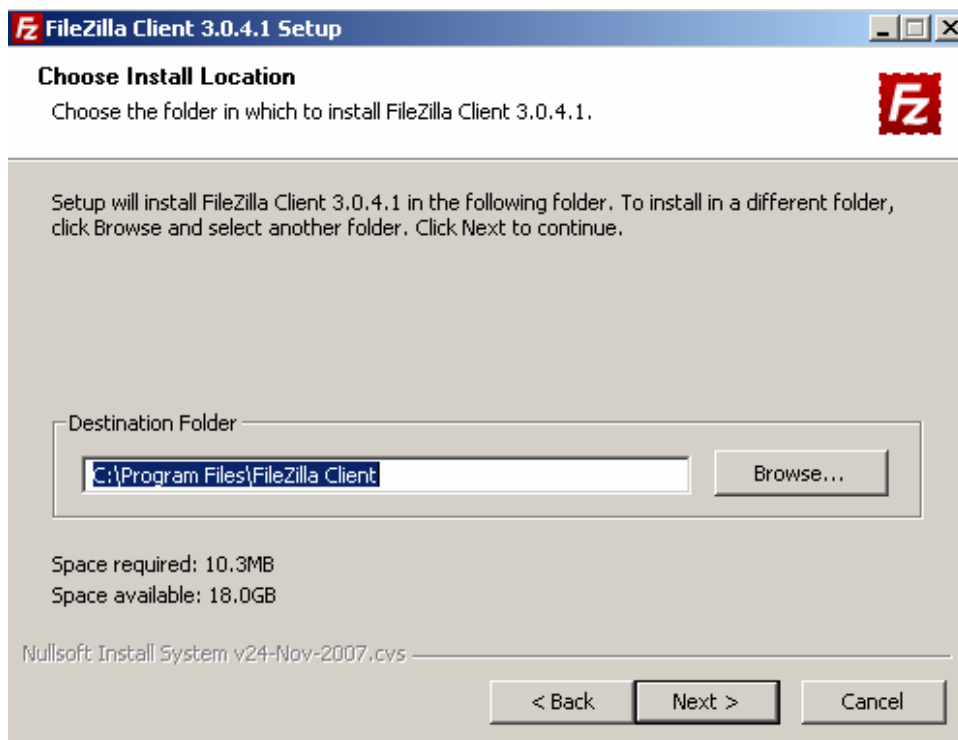 FileZilla Client 3.0.4.1 Setup
Choose Install Location
Choose the folder in which to install FileZilla Client 3.0.4.1.
Fz
Setup will install FileZilla Client 3.0.4.1 in the following folder. To install in a different folder,
click Browse and select another folder. Click Next to continue.
Destination Folder
C:\Program Files\FileZilla Client
Browse...
Space required: 10.3MB
Space available: 18.0GB
Nullsoft Install System v24-Nov-2007.cvs
< Back
Next >
Cancel